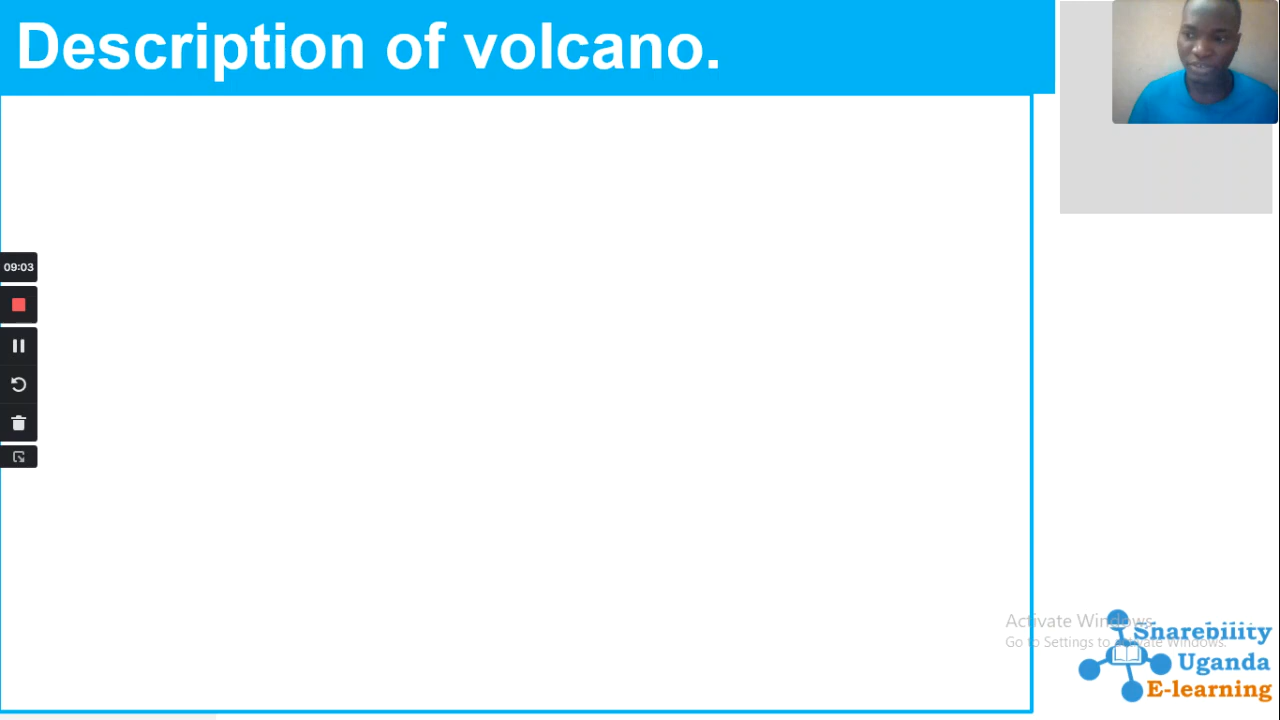 Description of volcano.
09:03
Activate Windows
Go to Settings to activate Windows.
Sharebility
Uganda
E-learning